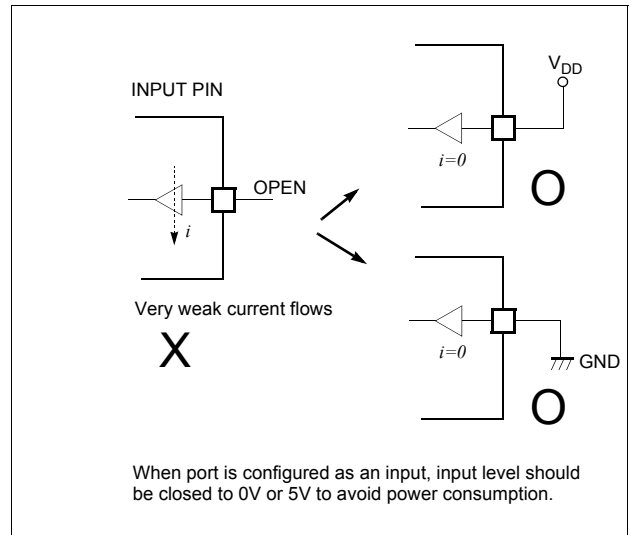 INPUT PIN
OPEN
i
Very weak current flows
X
V_DD
i=0
O
i=0
GND
O
When port is configured as an input, input level should
be closed to 0V or 5V to avoid power consumption.